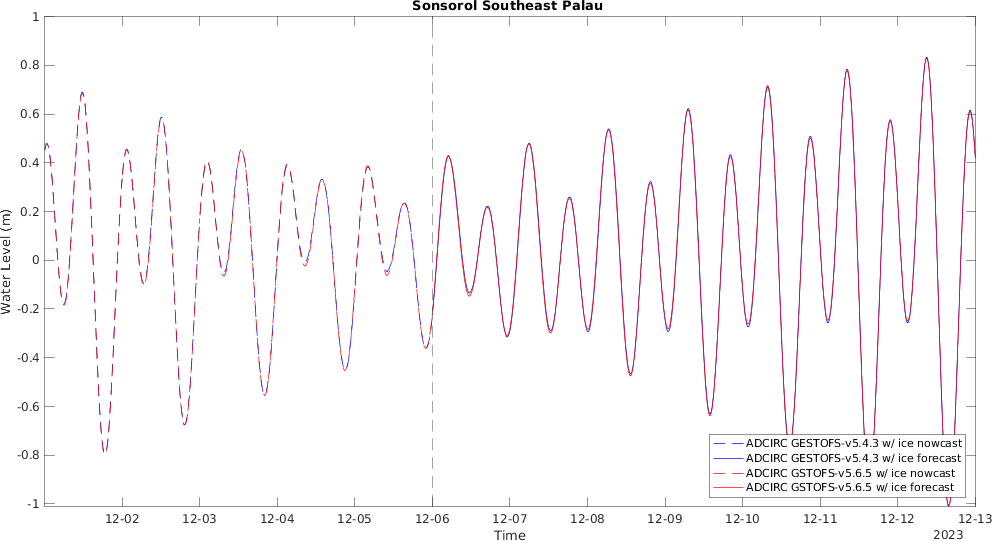 Sonsorol Southeast Palau
1
0.8
0.6
0.4
0.2
0
-0.2
-0.4
-0.6
-0.8
-1
Water Level (m)
ADCIRC GESTOFS-v5.4.3 w/ ice nowcast
ADCIRC GESTOFS-v5.4.3 w/ ice forecast
ADCIRC GSTOFS-v5.6.5 w/ ice nowcast
ADCIRC GSTOFS-v5.6.5 w/ ice forecast
12-02 12-03 12-04 12-05 12-06 12-07 12-08 12-09 12-10 12-11 12-12 12-13
Time
2023